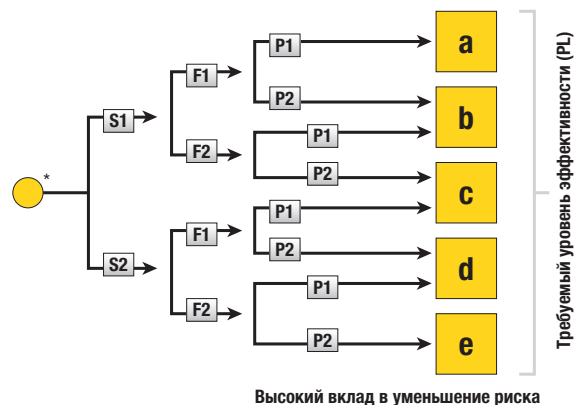 *
S1
F1
P1
a
P2
b
F2
P1
P2
c
S2
F1
P1
P2
d
F2
P1
P2
e
Требуемый уровень эффективности (PL)
Высокий вклад в уменьшение риска